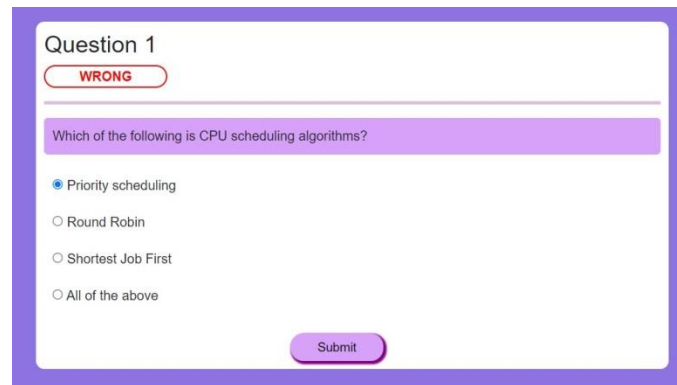 Question 1
WRONG
Which of the following is CPU scheduling algorithms?
Priority scheduling
Round Robin
Shortest Job First
All of the above
Submit